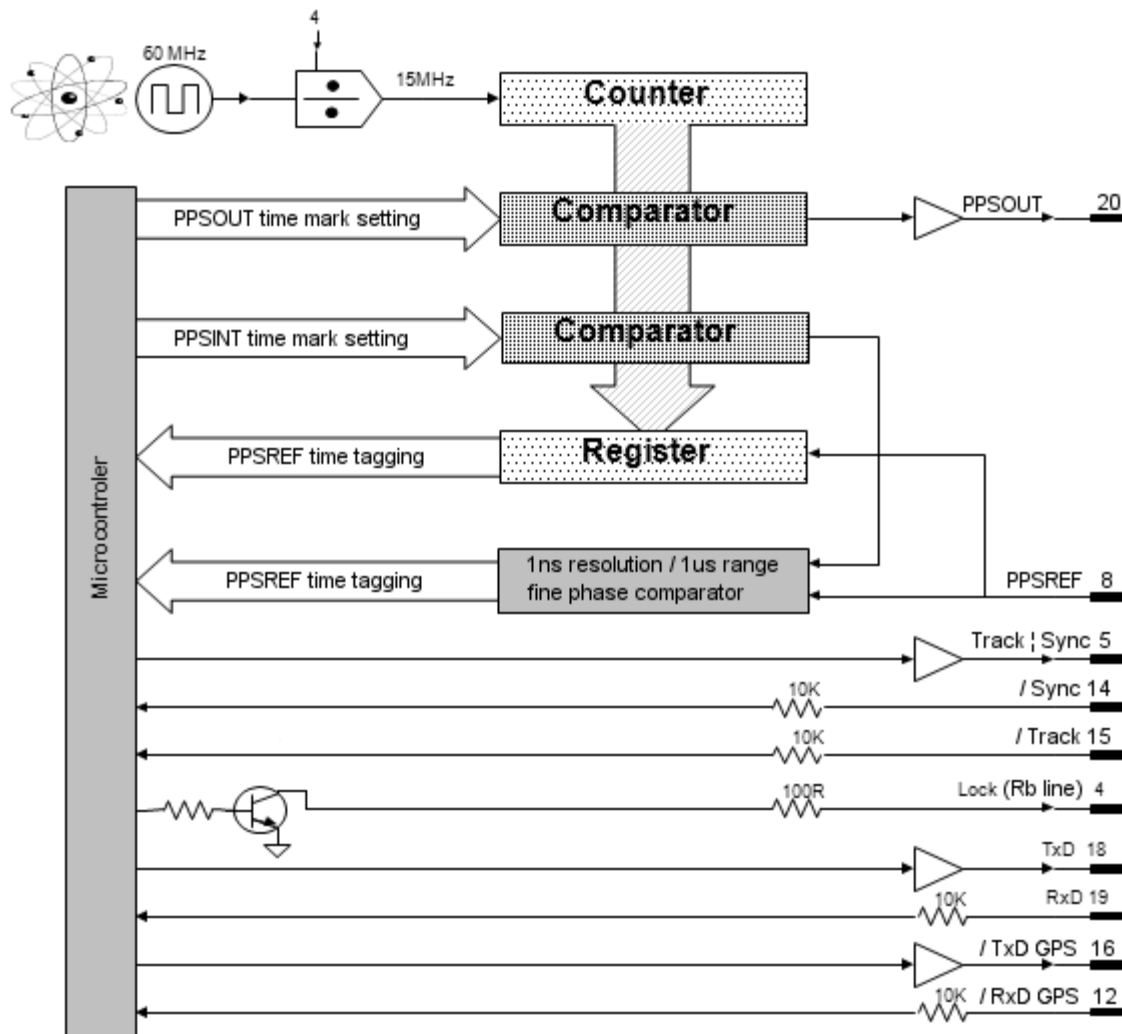 4
60 MHz
15MHz
Counter
PPSOUT time mark setting
Comparator
PPSOUT
20
PPSINT time mark setting
Comparator
PPSREF time tagging
Register
Microcontroler
PPSREF time tagging
1ns resolution / 1us range
fine phase comparator
PPSREF 8
Track ¦ Sync 5
10K
/ Sync 14
10K
/ Track 15
100R
Lock (Rb line) 4
TxD 18
10K
RxD 19
/ TxD GPS 16
10K
/ RxD GPS 12